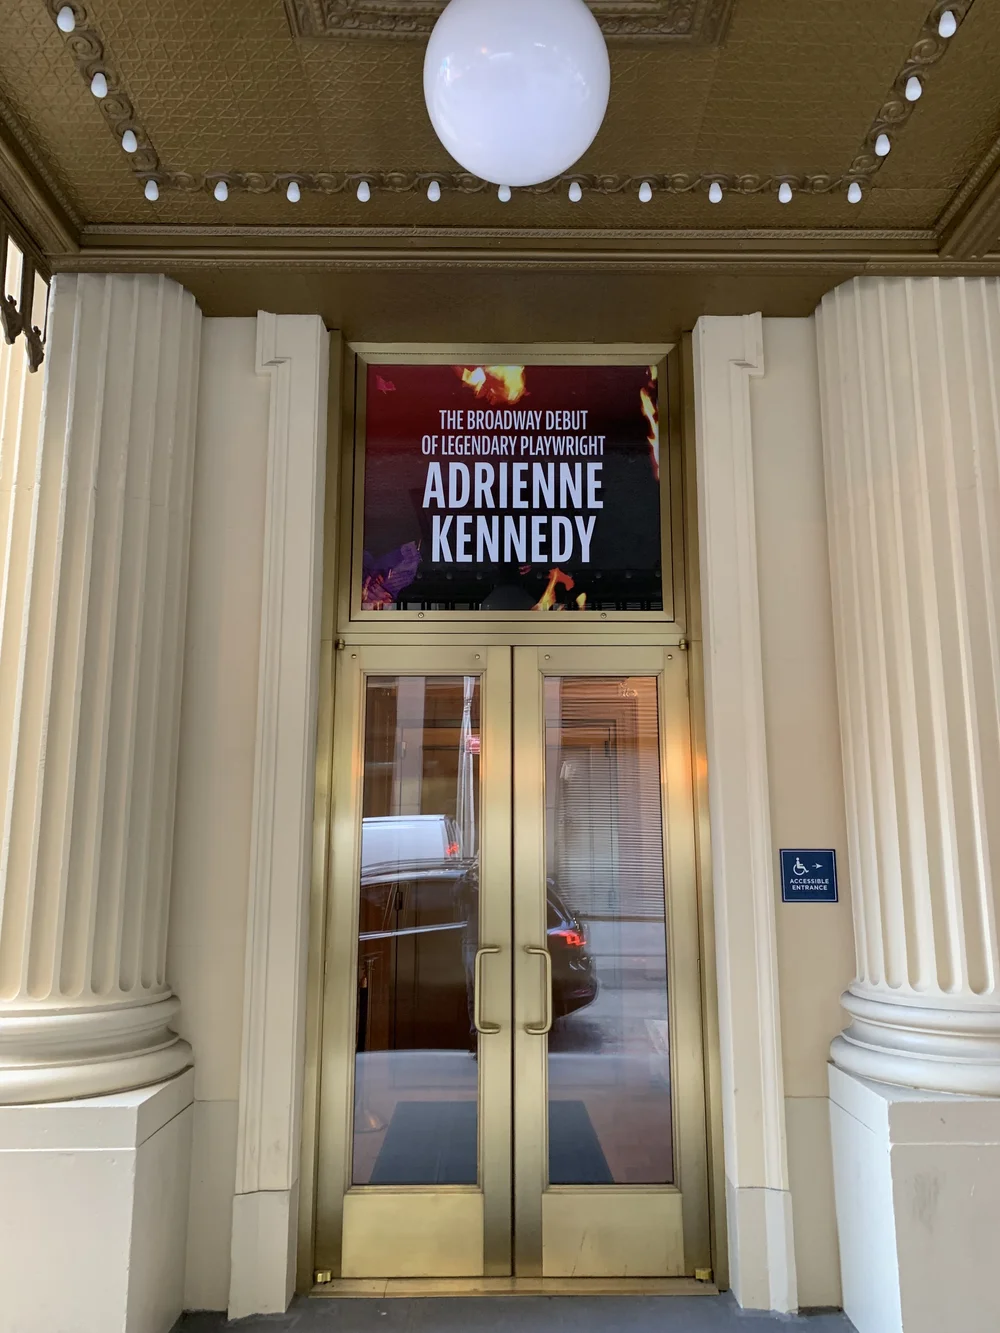 THE BROADWAY DEBUT
OF LEGENDARY PLAYWRIGHT
ADRIENNE
KENNEDY
ACCESSIBLE
ENTRANCE